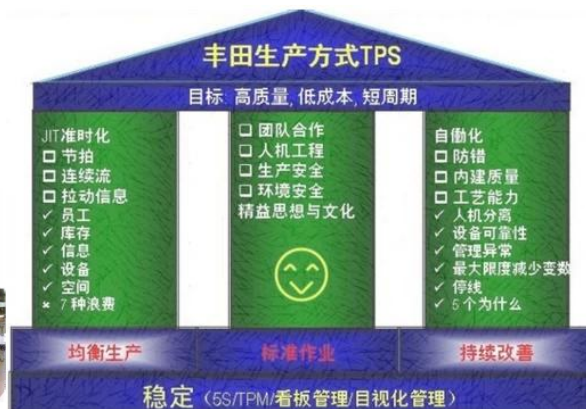 丰田生产方式TPS
目标: 高质量, 低成本, 短周期
JIT准时化
□ 节拍
□ 连续流
□ 拉动信息
✓ 员工
✓ 库存
✓ 信息
✓ 设备
✓ 空间
× 7种浪费
□ 团队合作
□ 人机工程
□ 生产安全
□ 环境安全
精益思想与文化
自働化
□ 防错
□ 内建质量
□ 工艺能力
✓ 人机分离
✓ 设备可靠性
✓ 管理异常
✓ 最大限度减少变数
✓ 停线
✓ 5个为什么
均衡生产
标准作业
持续改善
稳定（5S/TPM/看板管理/目视化管理）